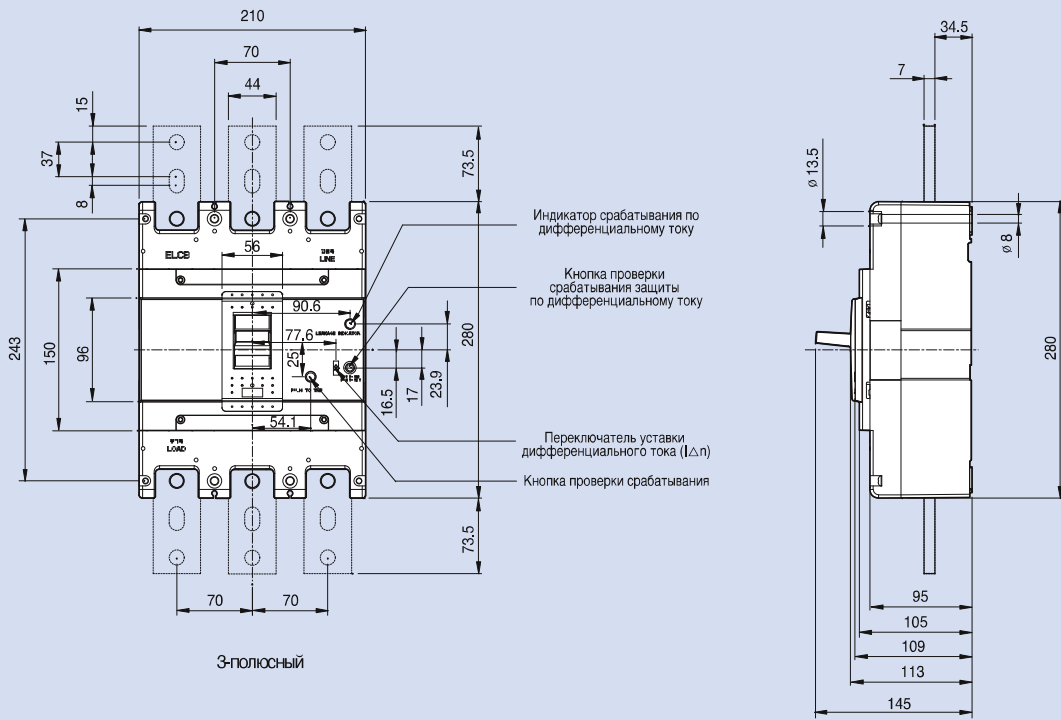 210
70
44
15
37
8
73.5
ELCB
LINE
56
90.6
77.6
25
54.1
243
150
96
280
16.5
17
23.9
LOAD
73.5
70
70
3-полюсный
Индикатор срабатывания по
дифференциальному току
Кнопка проверки
срабатывания защиты
по дифференциальному току
Переключатель уставки
дифференциального тока (I△n)
Кнопка проверки срабатывания
34.5
7
ø 13.5
ø 8
280
95
105
109
113
145